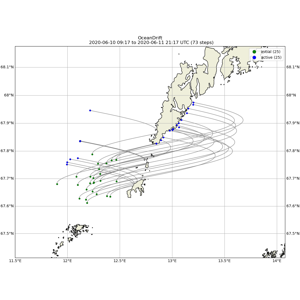 OceanDrift
2020-06-10 09:17 to 2020-06-11 21:17 UTC (73 steps)
initial (25)
active (25)
68.1°N
68.1°N
68°N
68°N
67.9°N
67.9°N
67.8°N
67.8°N
67.7°N
67.7°N
67.6°N
67.6°N
67.5°N
67.5°N
11.5°E
12°E
12.5°E
13°E
13.5°E
14°E